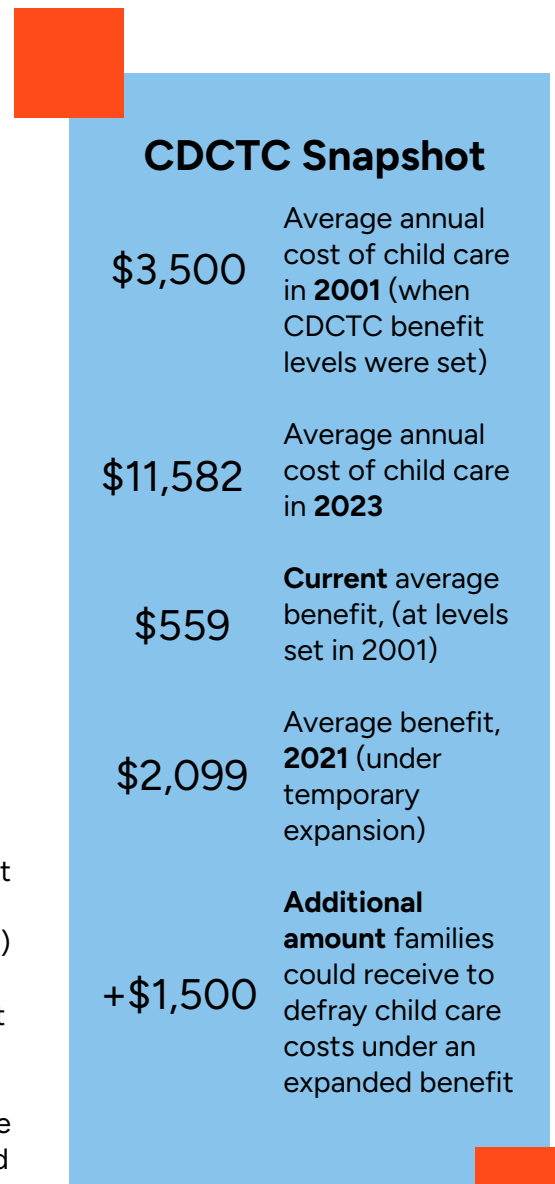 CDCTC Snapshot
$3,500
Average annual
cost of child care
in 2001 (when
CDCTC benefit
levels were set)
$11,582
Average annual
cost of child care
in 2023
$559
Current average
benefit, (at levels
set in 2001)
$2,099
Average benefit,
2021 (under
temporary
expansion)
+$1,500
Additional
amount families
could receive to
defray child care
costs under an
expanded benefit